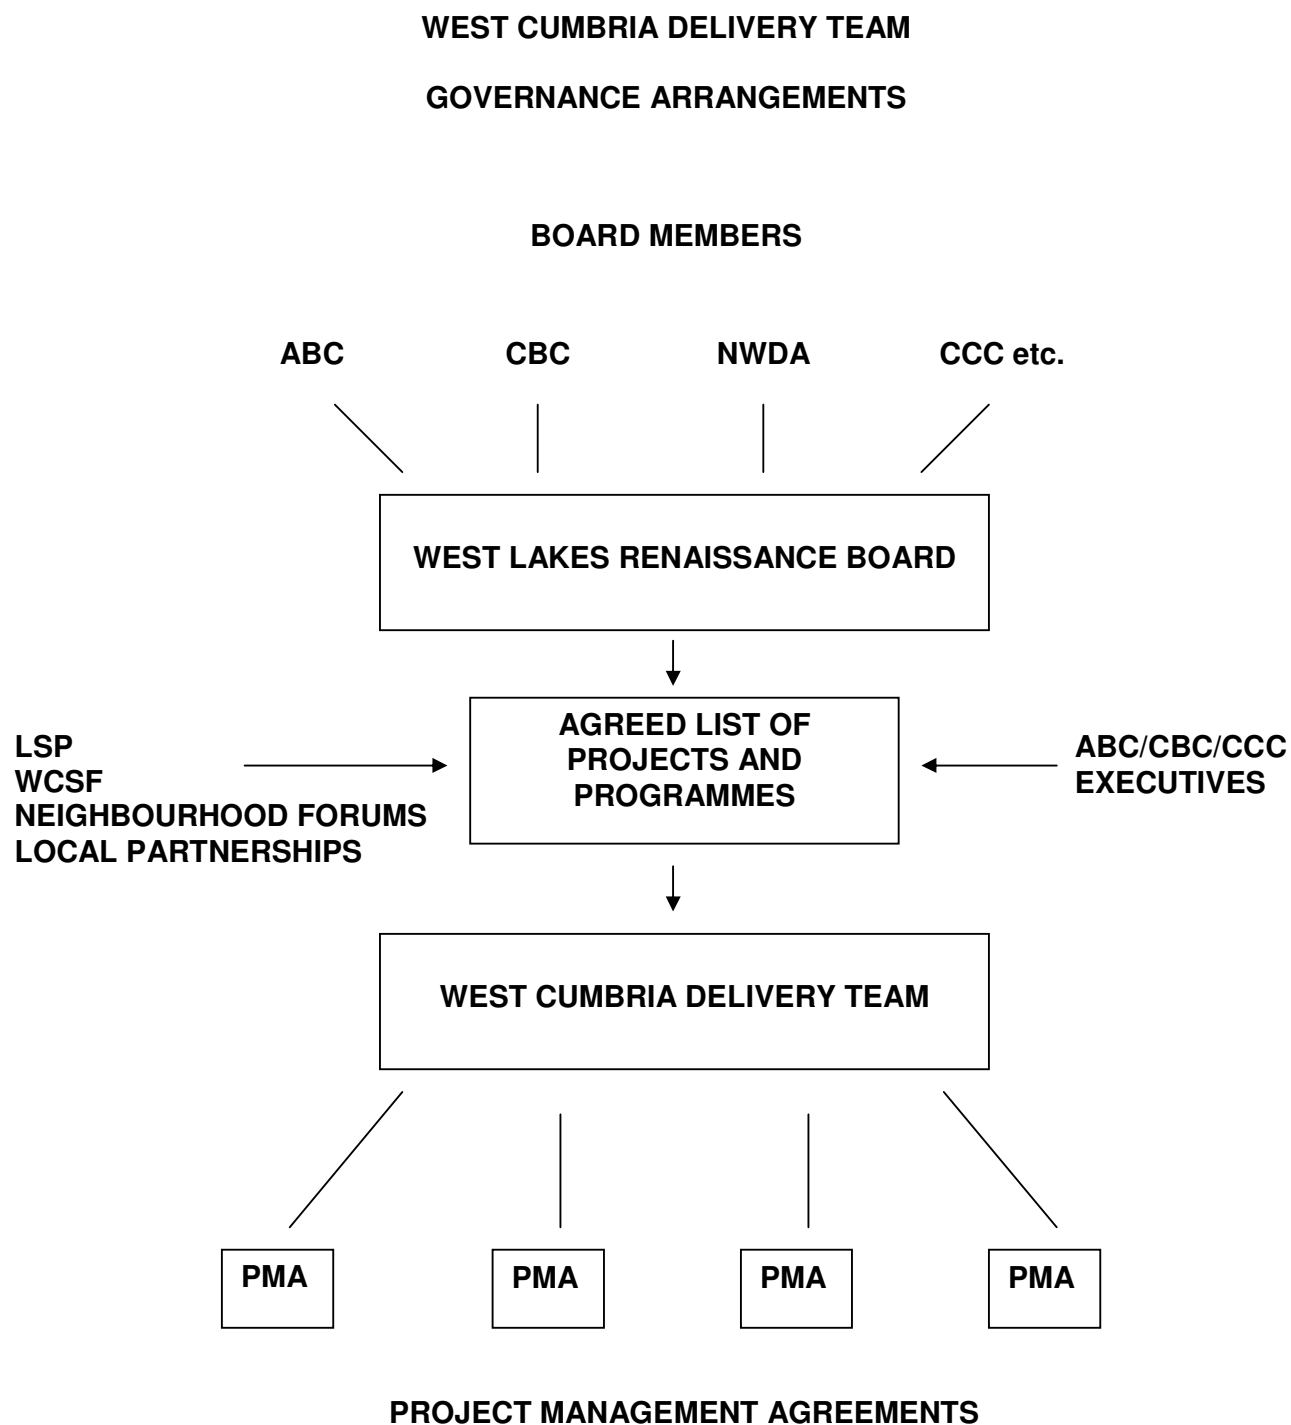 WEST CUMBRIA DELIVERY TEAM
GOVERNANCE ARRANGEMENTS
BOARD MEMBERS
ABC
CBC
NWDA
CCC etc.
WEST LAKES RENAISSANCE BOARD
LSP
WCSF
NEIGHBOURHOOD FORUMS
LOCAL PARTNERSHIPS
AGREED LIST OF
PROJECTS AND
PROGRAMMES
ABC/CBC/CCC
EXECUTIVES
WEST CUMBRIA DELIVERY TEAM
PMA
PMA
PMA
PMA
PROJECT MANAGEMENT AGREEMENTS